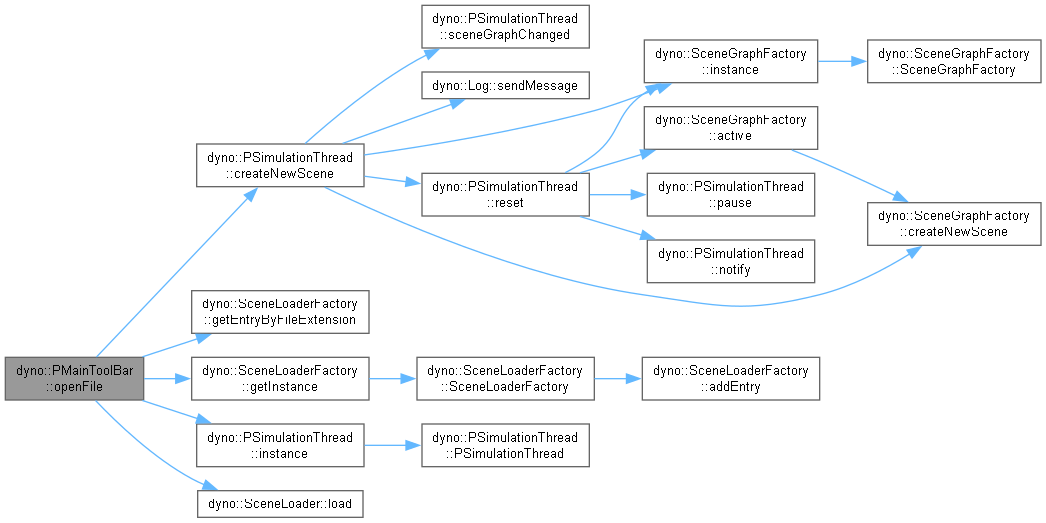 dyno::PSimulationThread
::sceneGraphChanged
dyno::SceneGraphFactory
::instance
dyno::SceneGraphFactory
::SceneGraphFactory
dyno::Log::sendMessage
dyno::SceneGraphFactory
::active
dyno::PSimulationThread
::createNewScene
dyno::PSimulationThread
::reset
dyno::PSimulationThread
::pause
dyno::SceneGraphFactory
::createNewScene
dyno::PSimulationThread
::notify
dyno::SceneLoaderFactory
::getEntryByFileExtension
dyno::PMainToolBar
::openFile
dyno::SceneLoaderFactory
::getInstance
dyno::SceneLoaderFactory
::SceneLoaderFactory
dyno::SceneLoaderFactory
::addEntry
dyno::PSimulationThread
::instance
dyno::PSimulationThread
::PSimulationThread
dyno::SceneLoader::load